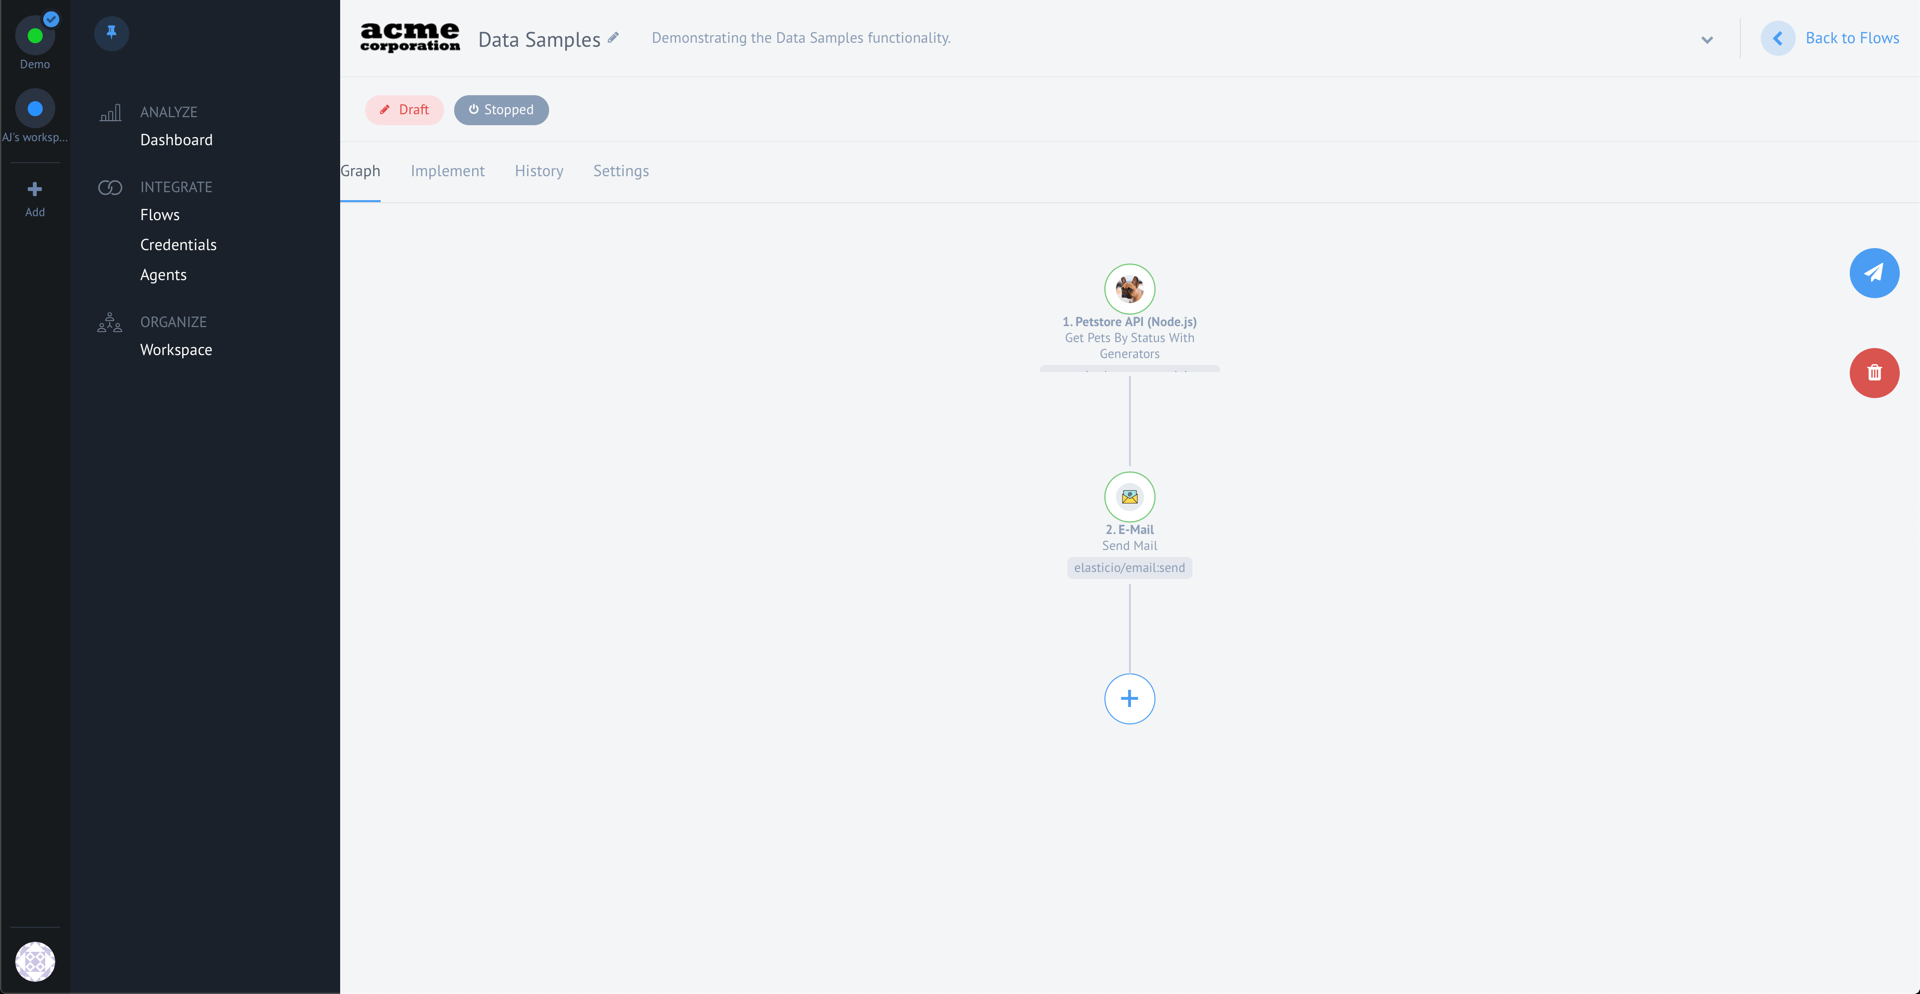 Demo
AJ's worksp...
Add
ANALYZE
Dashboard
INTEGRATE
Flows
Credentials
Agents
ORGANIZE
Workspace
acme
corporation
Data Samples
Demonstrating the Data Samples functionality.
Back to Flows
Draft
Stopped
Graph
Implement
History
Settings
1. Petstore API (Node.js)
Get Pets By Status With
Generators
2. E-Mail
Send Mail
elasticio/email:send